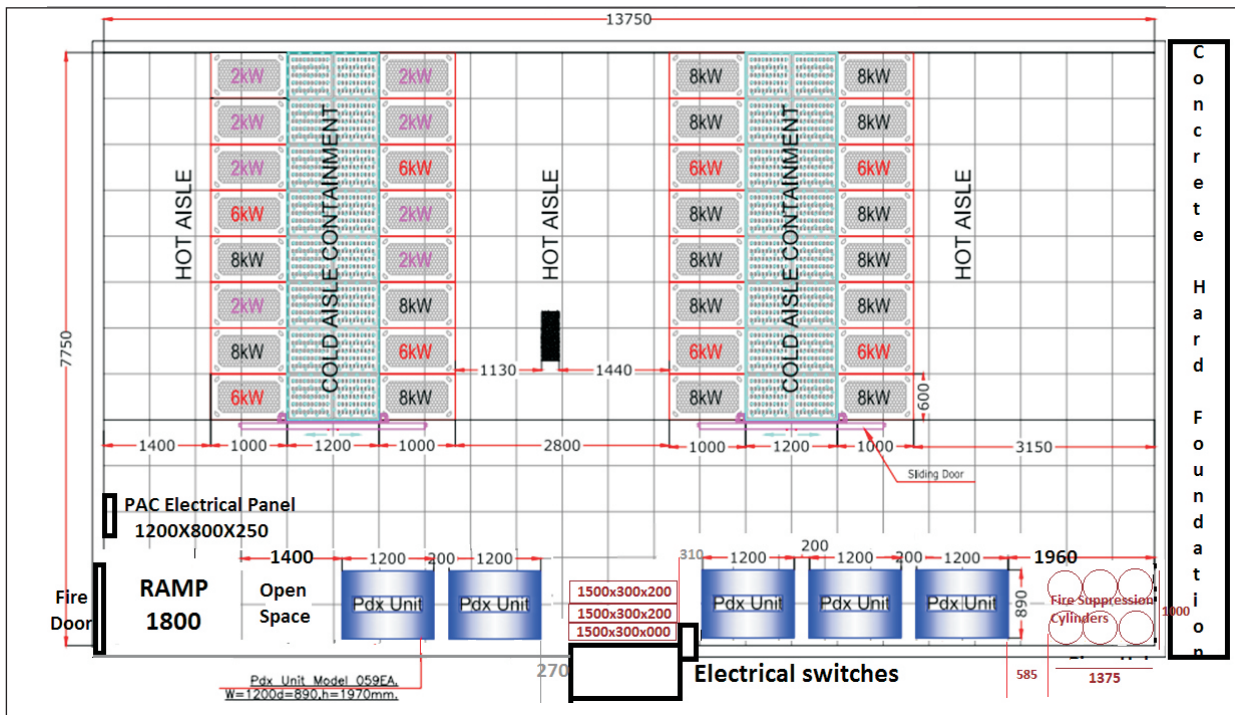 13750
7750
2kW
2kW
8kW
8kW
2kW
2kW
8kW
8kW
2kW
6kW
6kW
6kW
6kW
2kW
8kW
8kW
8kW
2kW
8kW
8kW
2kW
8kW
8kW
8kW
8kW
6kW
6kW
6kW
6kW
8kW
8kW
8kW
HOT AISLE
COLD AISLE CONTAINMENT
HOT AISLE
COLD AISLE CONTAINMENT
HOT AISLE
Concrete Hard Foundation
1130
1440
600
1400
1000
1200
1000
2800
1000
1200
1000
3150
Sliding Door
PAC Electrical Panel
1200X800X250
1400
1200
200
1200
310
1200
200
1200
200
1200
1960
Fire
Door
RAMP
1800
Open
Space
Pdx Unit
Pdx Unit
1500x300x200
1500x300x200
1500x300x000
Pdx Unit
Pdx Unit
Pdx Unit
890
Fire Suppression
Cylinders
1000
270
Electrical switches
585
1375
Pdx Unit Model 059EA.
W=1200d=890,h=1970mm.